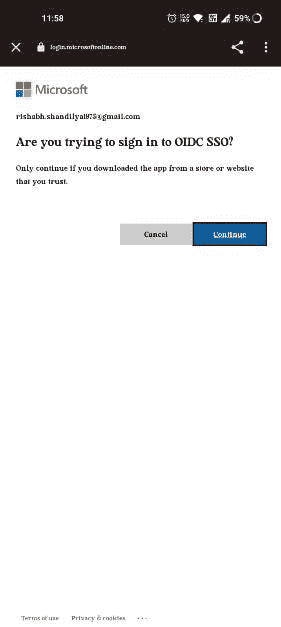 11:58
59%
login.microsoftonline.com
Microsoft
rishabh.shandilya1975@gmail.com
Are you trying to sign in to OIDC SSO?
Only continue if you downloaded the app from a store or website
that you trust.
Cancel
Continue
Terms of use
Privacy & cookies
...